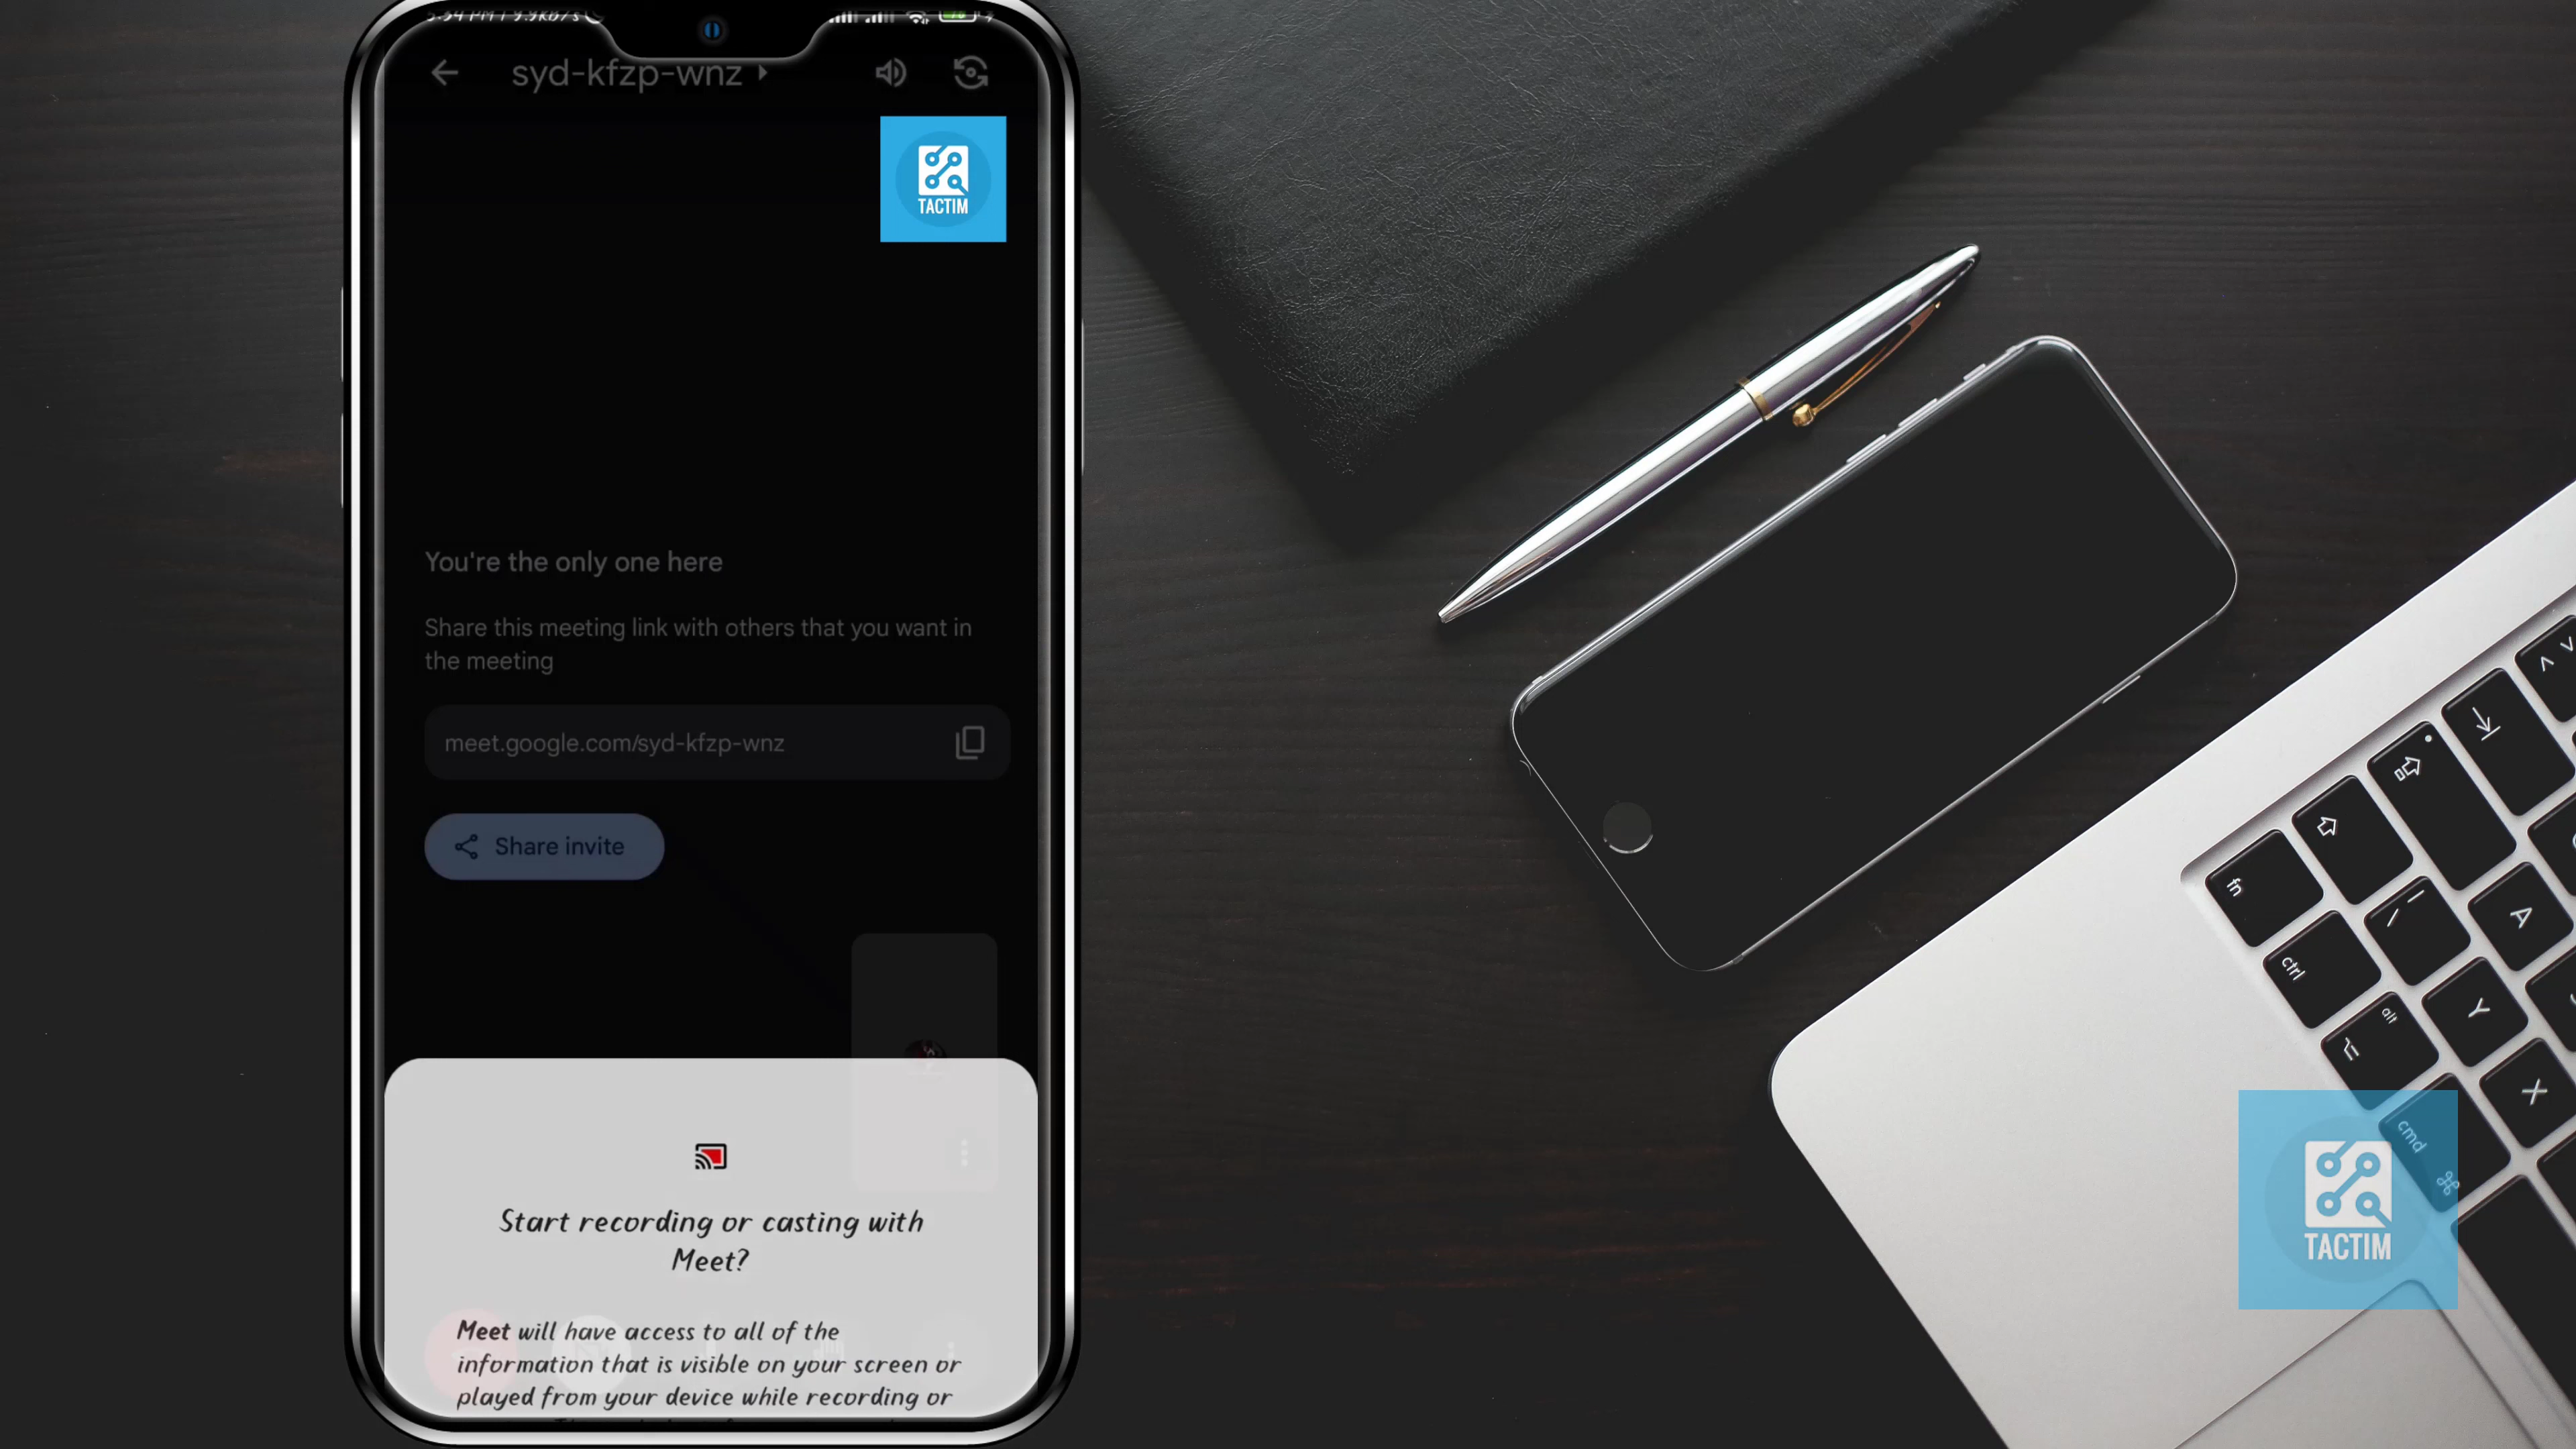 syd-kfzp-wnz
TACTIM
You're the only one here
Share this meeting link with others that you want in
the meeting
meet.google.com/syd-kfzp-wnz
Share invite
Start recording or casting with
Meet?
Meet will have access to all of the
information that is visible on your screen or
played from your device while recording or
fn
ctrl
alt
A
Y
X
cmd
TACTIM